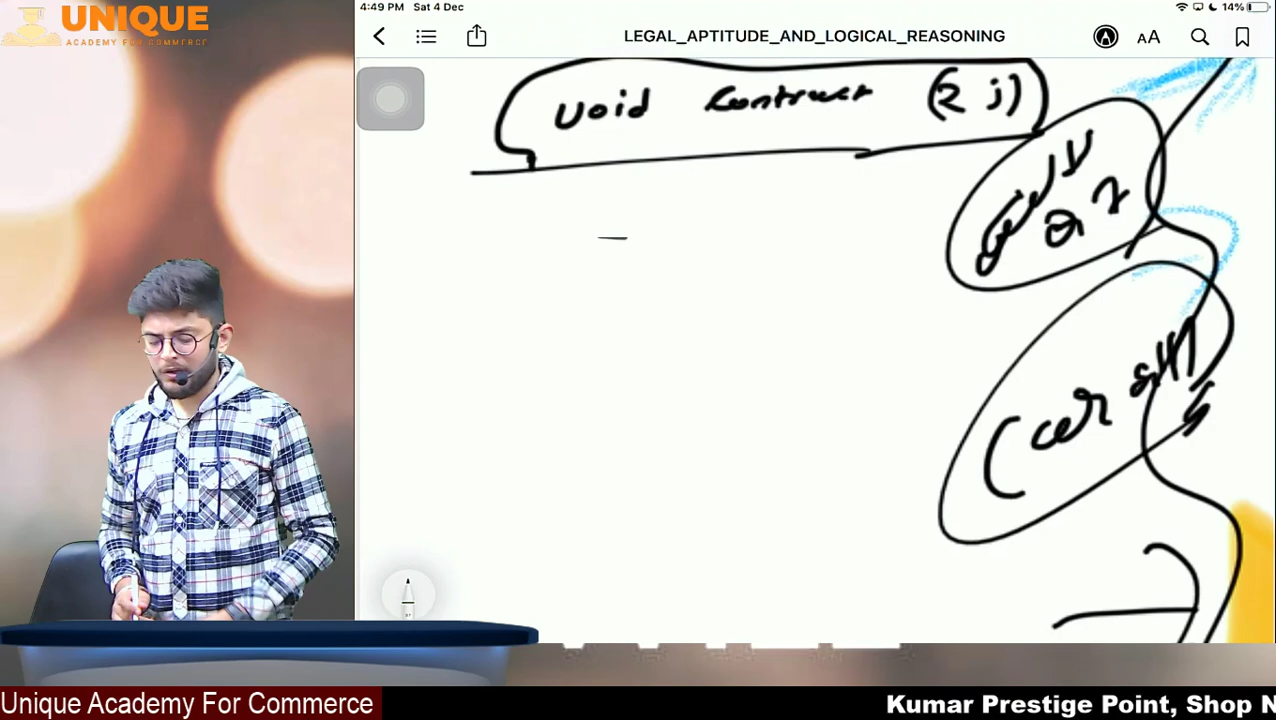 UNIQUE
ACADEMY FOR COMMERCE
4:49 PM Sat 4 Dec
14%
LEGAL_APTITUDE_AND_LOGICAL_REASONING
AA
void Contract (2 j)
Unique Academy For Commerce
Kumar Prestige Point, Shop N